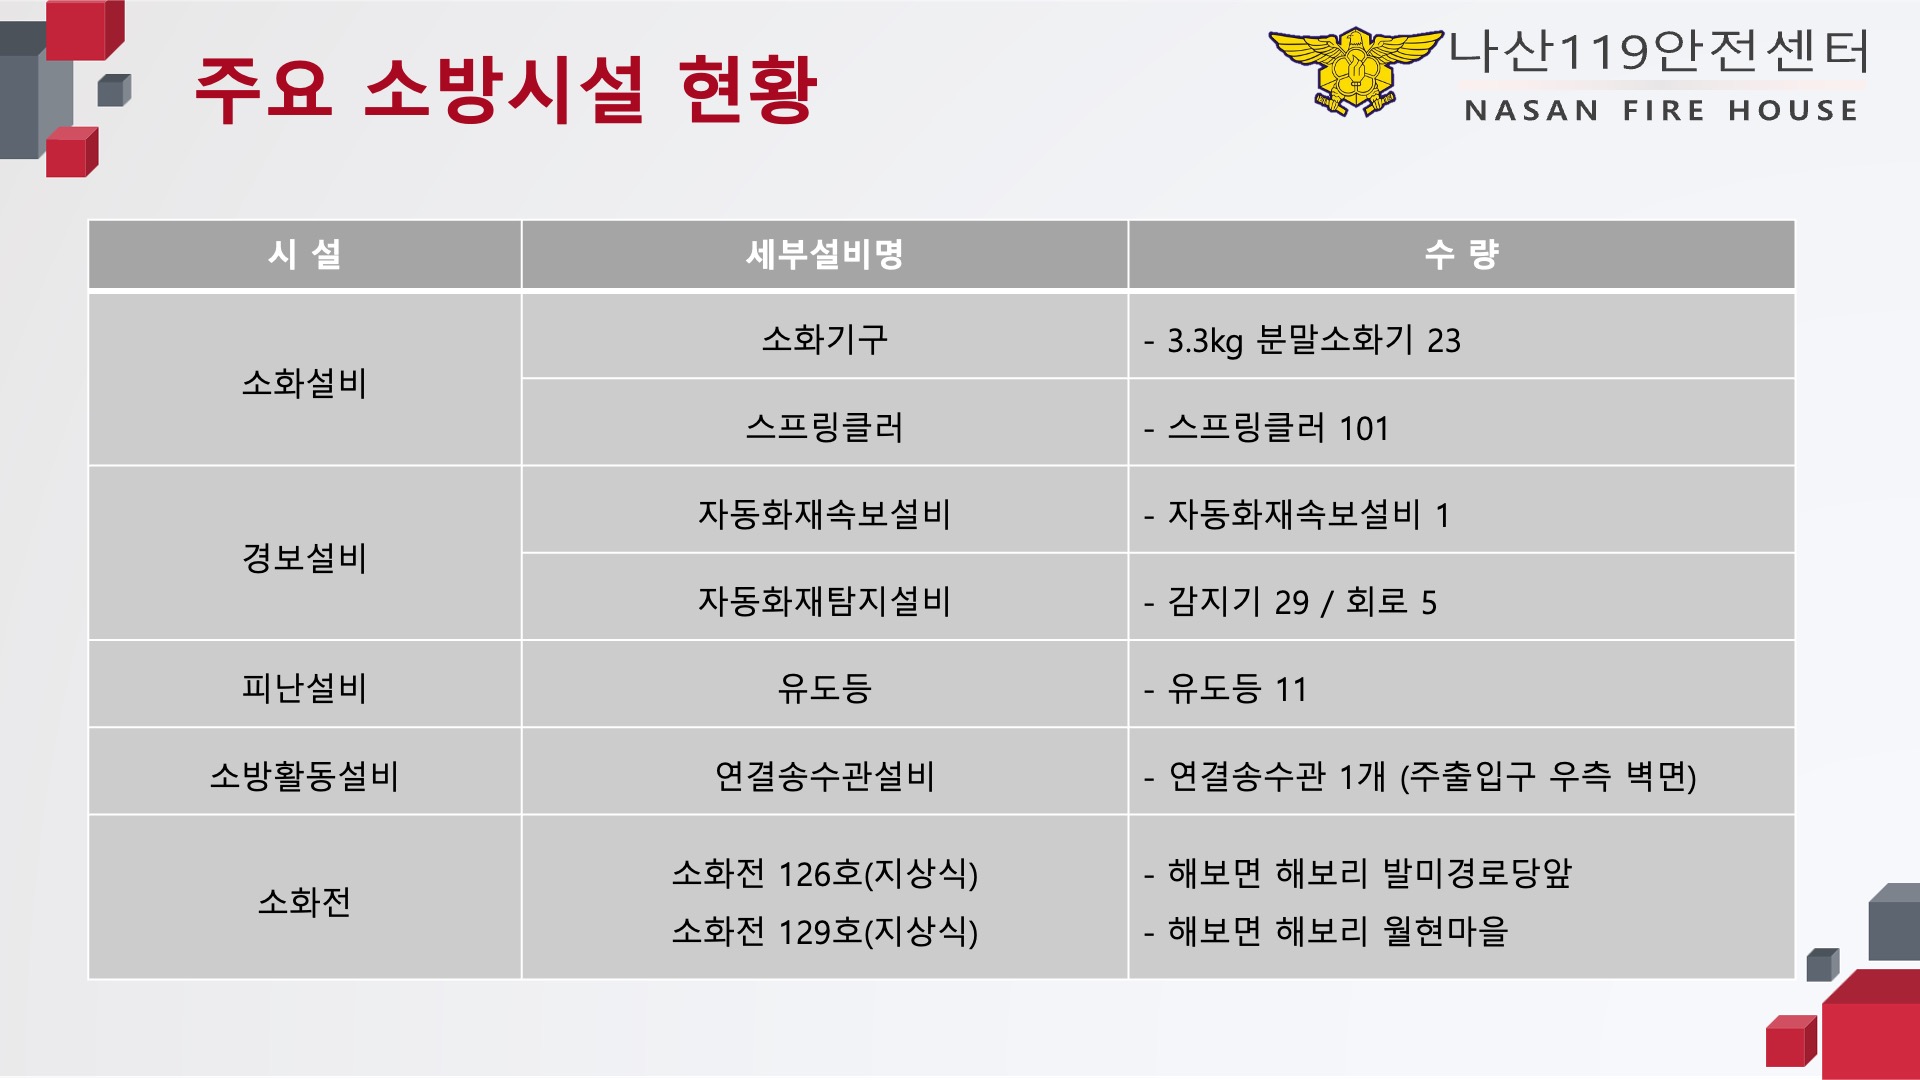 주요 소방시설 현황
나산119안전센터
NASAN FIRE HOUSE
시 설
세부설비명
수 량
소화설비
소화기구
- 3.3kg 분말소화기 23
스프링클러
- 스프링클러 101
경보설비
자동화재속보설비
- 자동화재속보설비 1
자동화재탐지설비
- 감지기 29 / 회로 5
피난설비
유도등
- 유도등 11
소방활동설비
연결송수관설비
- 연결송수관 1개 (주출입구 우측 벽면)
소화전
소화전 126호(지상식)
소화전 129호(지상식)
- 해보면 해보리 발미경로당앞
- 해보면 해보리 월현마을